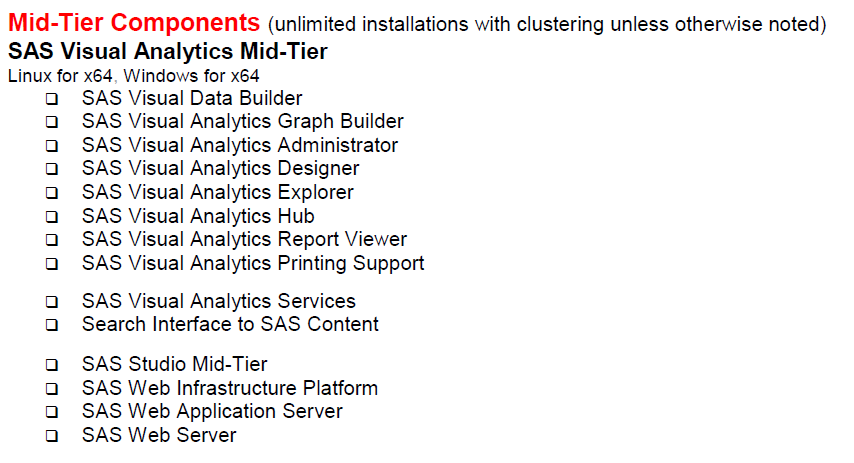 Mid-Tier Components (unlimited installations with clustering unless otherwise noted)
SAS Visual Analytics Mid-Tier
Linux for x64, Windows for x64
SAS Visual Data Builder
SAS Visual Analytics Graph Builder
SAS Visual Analytics Administrator
SAS Visual Analytics Designer
SAS Visual Analytics Explorer
SAS Visual Analytics Hub
SAS Visual Analytics Report Viewer
SAS Visual Analytics Printing Support
SAS Visual Analytics Services
Search Interface to SAS Content
SAS Studio Mid-Tier
SAS Web Infrastructure Platform
SAS Web Application Server
SAS Web Server